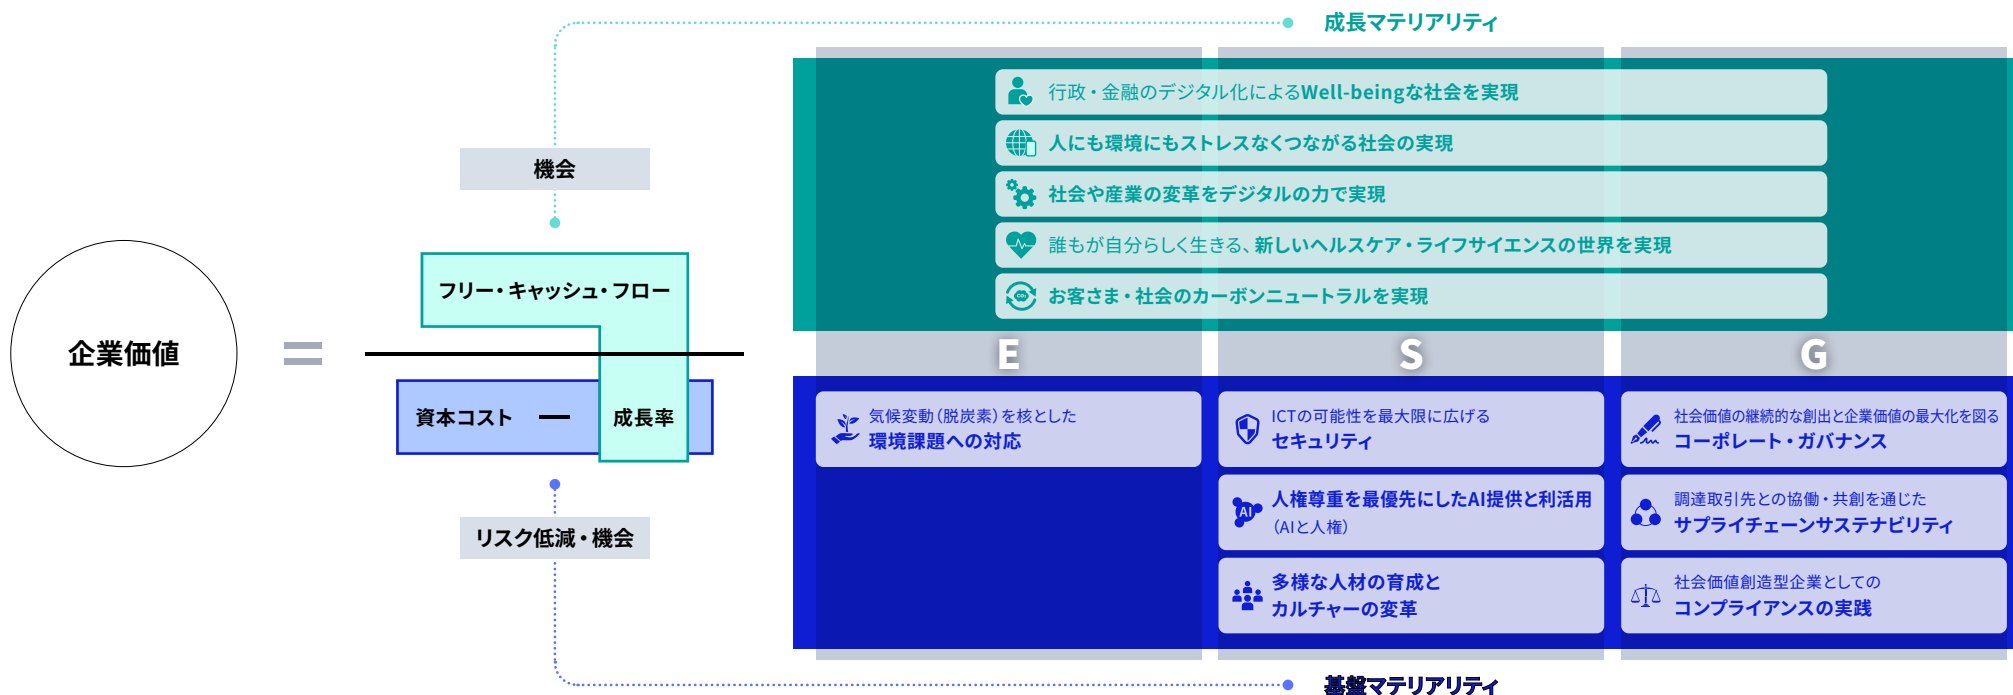 成長マテリアリティ
行政・金融のデジタル化によるWell-beingな社会を実現
人にも環境にもストレスなくつながる社会の実現
社会や産業の変革をデジタルの力で実現
誰もが自分らしく生きる、新しいヘルスケア・ライフサイエンスの世界を実現
CO₂
お客さま・社会のカーボンニュートラルを実現
機会
フリー・キャッシュ・フロー
企業価値
=
資本コスト ー 成長率
リスク低減・機会
E
S
G
気候変動（脱炭素）を核とした
環境課題への対応
ICTの可能性を最大限に広げる
セキュリティ
AI
人権尊重を最優先にしたAI提供と利活用
（AIと人権）
多様な人材の育成と
カルチャーの変革
社会価値の継続的な創出と企業価値の最大化を図る
コーポレート・ガバナンス
調達取引先との協働・共創を通じた
サプライチェーンサステナビリティ
社会価値創造型企業としての
コンプライアンスの実践
基盤マテリアリティ